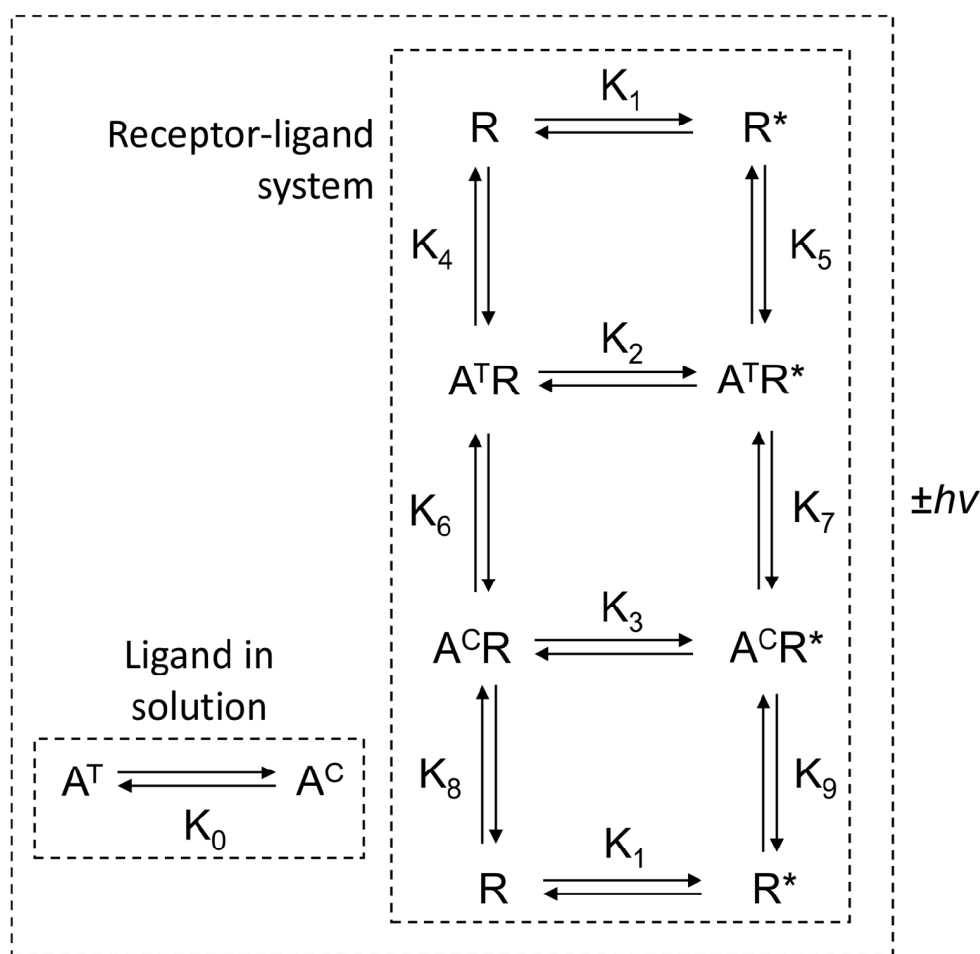 K₁
R R*
Receptor-ligand
system
K₄ K₅
K₂
AᵀR AᵀR*
K₆ K₇
±hν
K₃
AᶜR AᶜR*
Ligand in
solution
Aᵀ Aᶜ
K₀
K₈ K₉
K₁
R R*